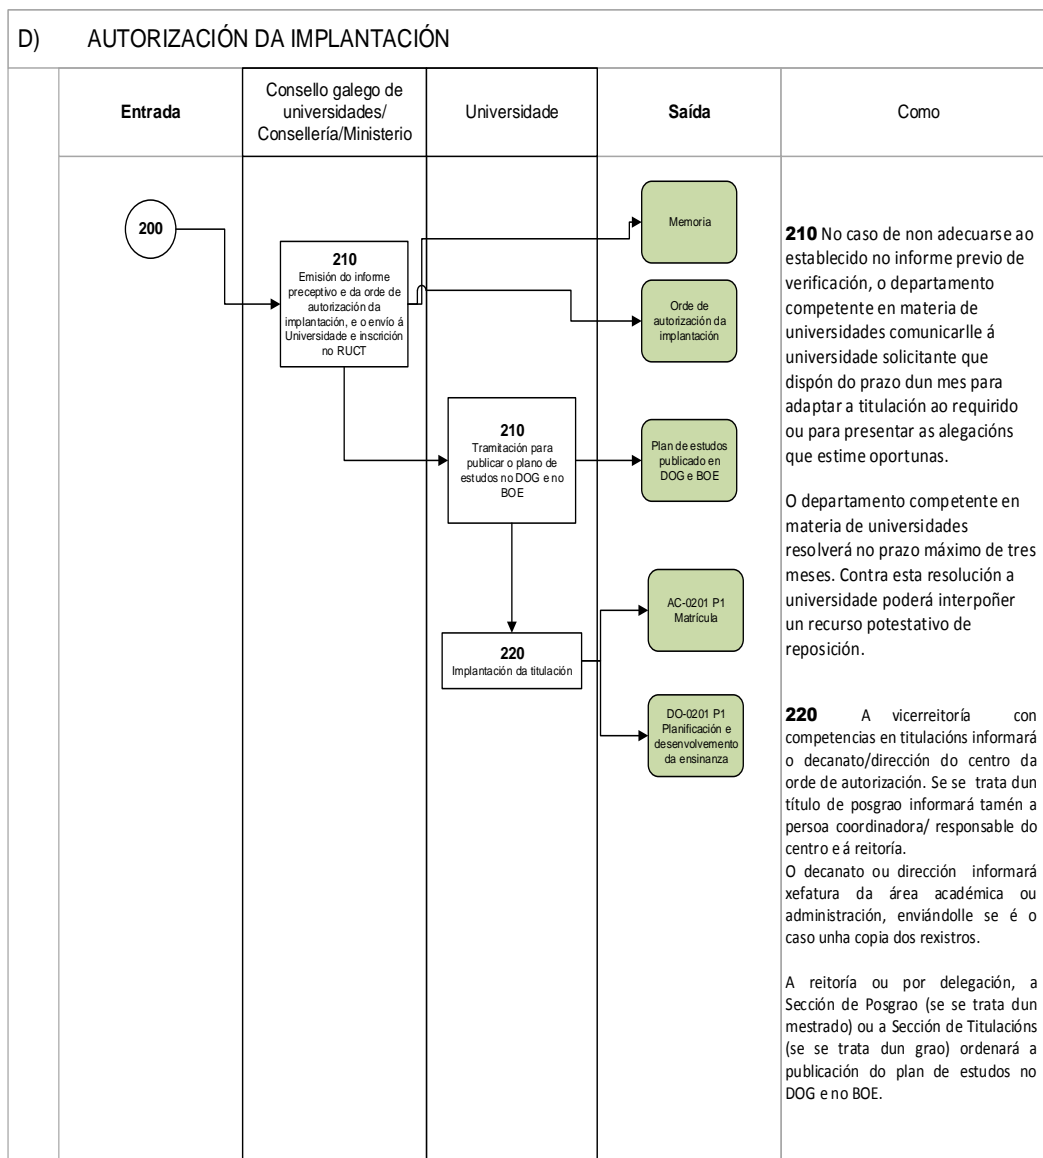 D) AUTORIZACIÓN DA IMPLANTACIÓN
Entrada
Consello galego de
universidades/
Consellería/Ministerio
Universidade
Saída
Como
200
210
Emisión do informe
preceptivo e da orde de
autorización da
implantación, e o envío á
Universidade e inscrición
no RUCT
Memoria
Orde de
autorización da
implantación
210
Tramitación para
publicar o plano de
estudos no DOG e no
BOE
Plan de estudos
publicado en
DOG e BOE
AC-0201 P1
Matrícula
220
Implantación da titulación
DO-0201 P1
Planificación e
desenvolvemento
da ensinanza
210 No caso de non adecuarse ao
establecido no informe previo de
verificación, o departamento
competente en materia de
universidades comunicarlle á
universidade solicitante que
dispón do prazo dun mes para
adaptar a titulación ao requirido
ou para presentar as alegacións
que estime oportunas.
O departamento competente en
materia de universidades
resolverá no prazo máximo de tres
meses. Contra esta resolución a
universidade poderá interpoñer
un recurso potestativo de
reposición.
220 A vicerreitoría con
competencias en titulacións informará
o decanato/dirección do centro da
orde de autorización. Se se trata dun
título de posgrao informará tamén a
persoa coordinadora/ responsable do
centro e á reitoría.
O decanato ou dirección informará
xefatura da área académica ou
administración, enviándolle se é o
caso unha copia dos rexistros.
A reitoría ou por delegación, a
Sección de Posgrao (se se trata dun
mestrado) ou a Sección de Titulacións
(se se trata dun grao) ordenará a
publicación do plan de estudos no
DOG e no BOE.